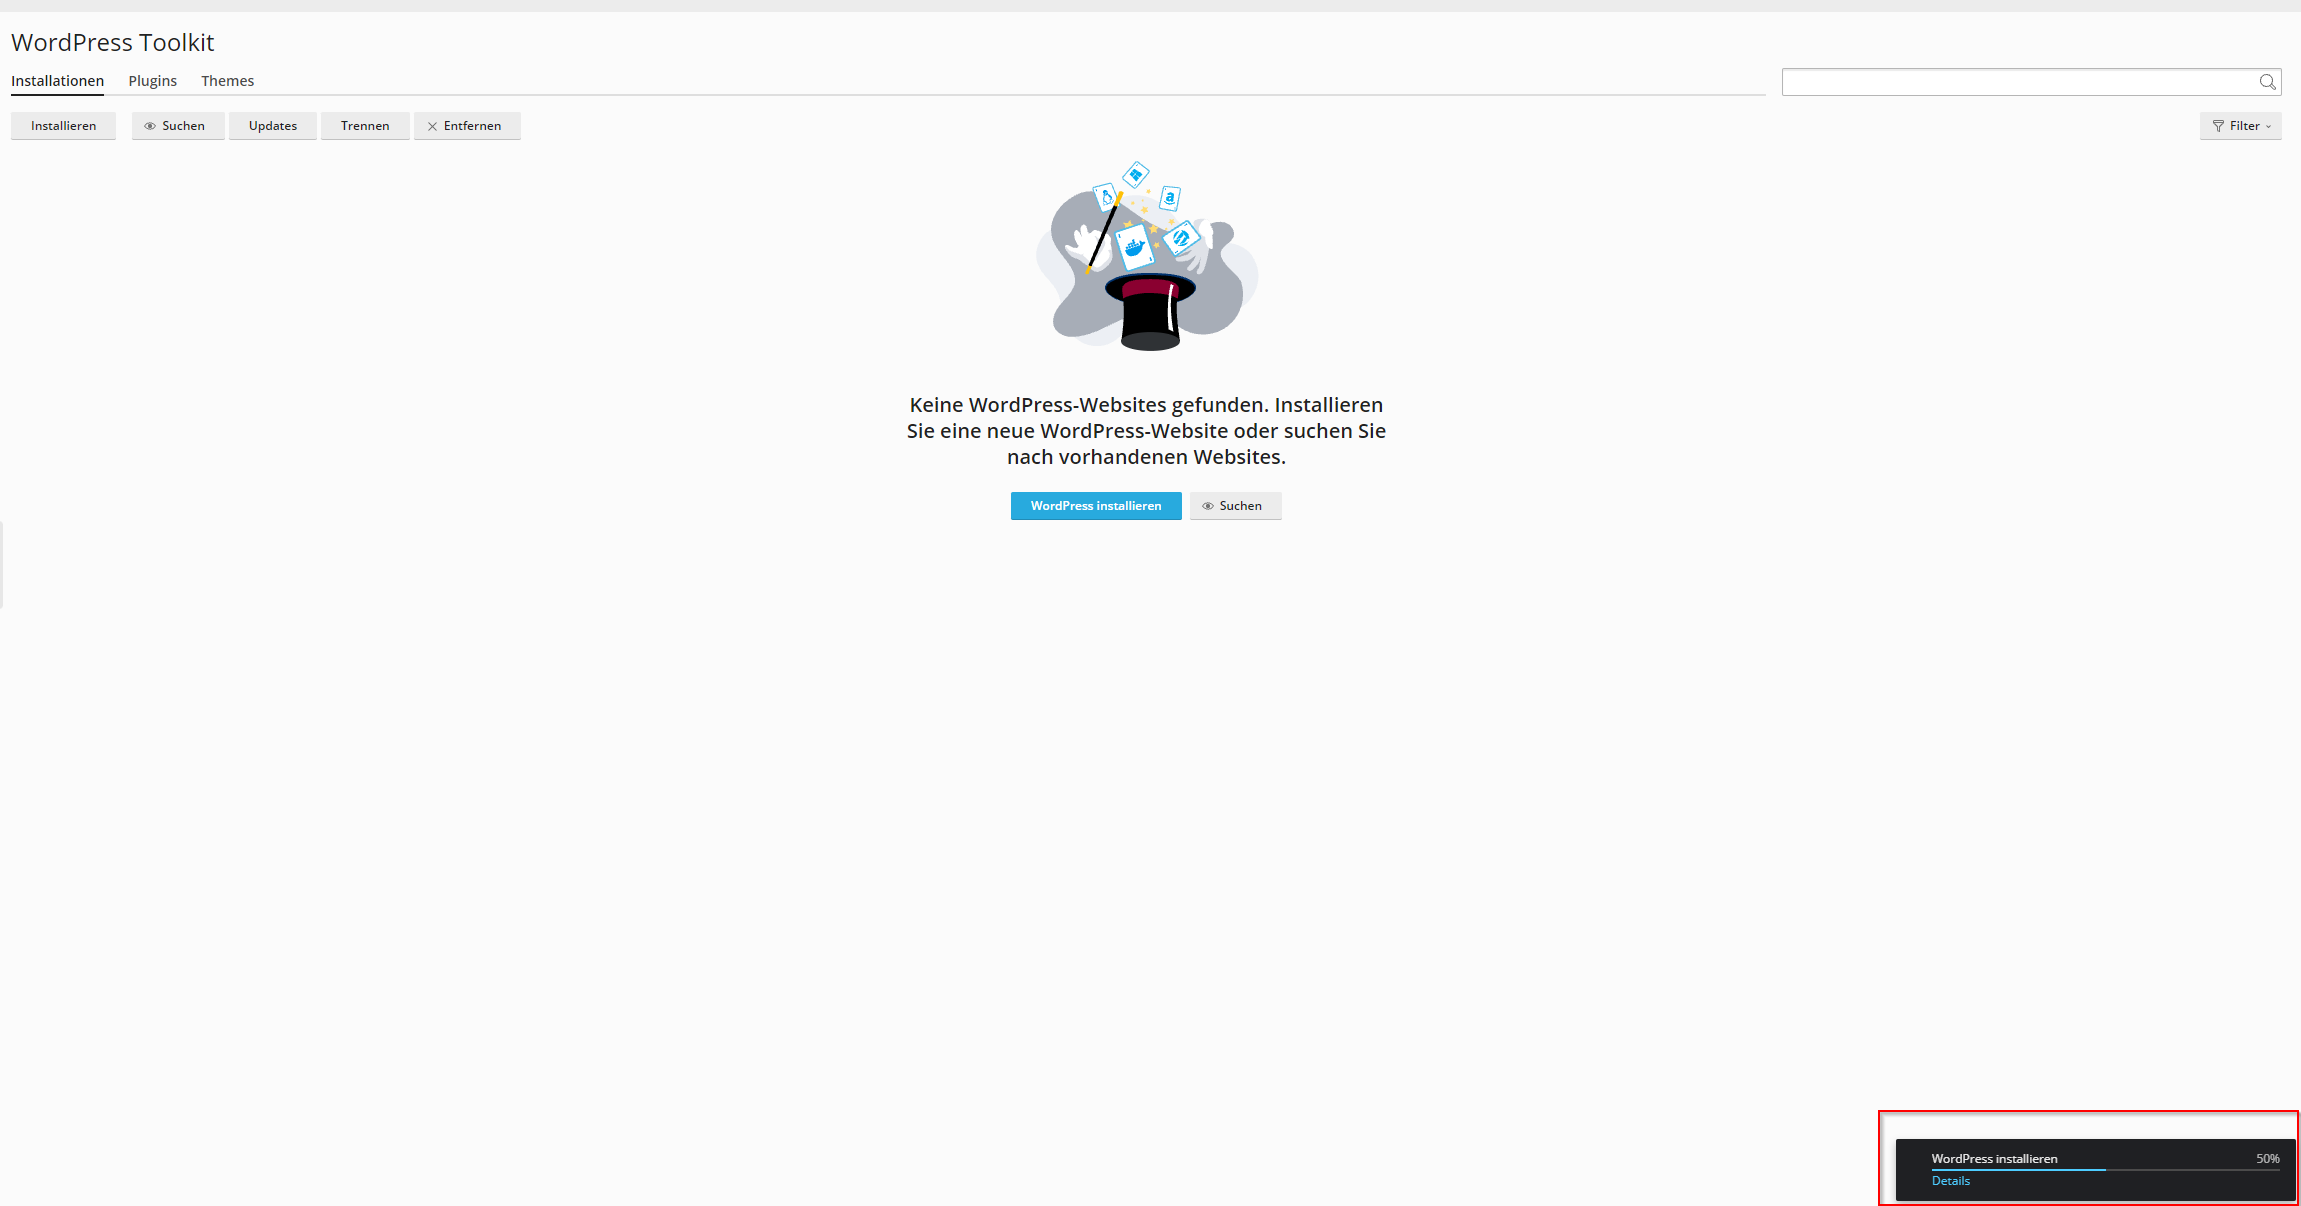 WordPress Toolkit
Installationen Plugins Themes
Installieren Suchen Updates Trennen Entfernen Filter
Keine WordPress-Websites gefunden. Installieren
Sie eine neue WordPress-Website oder suchen Sie
nach vorhandenen Websites.
WordPress installieren Suchen
WordPress installieren 50%
Details